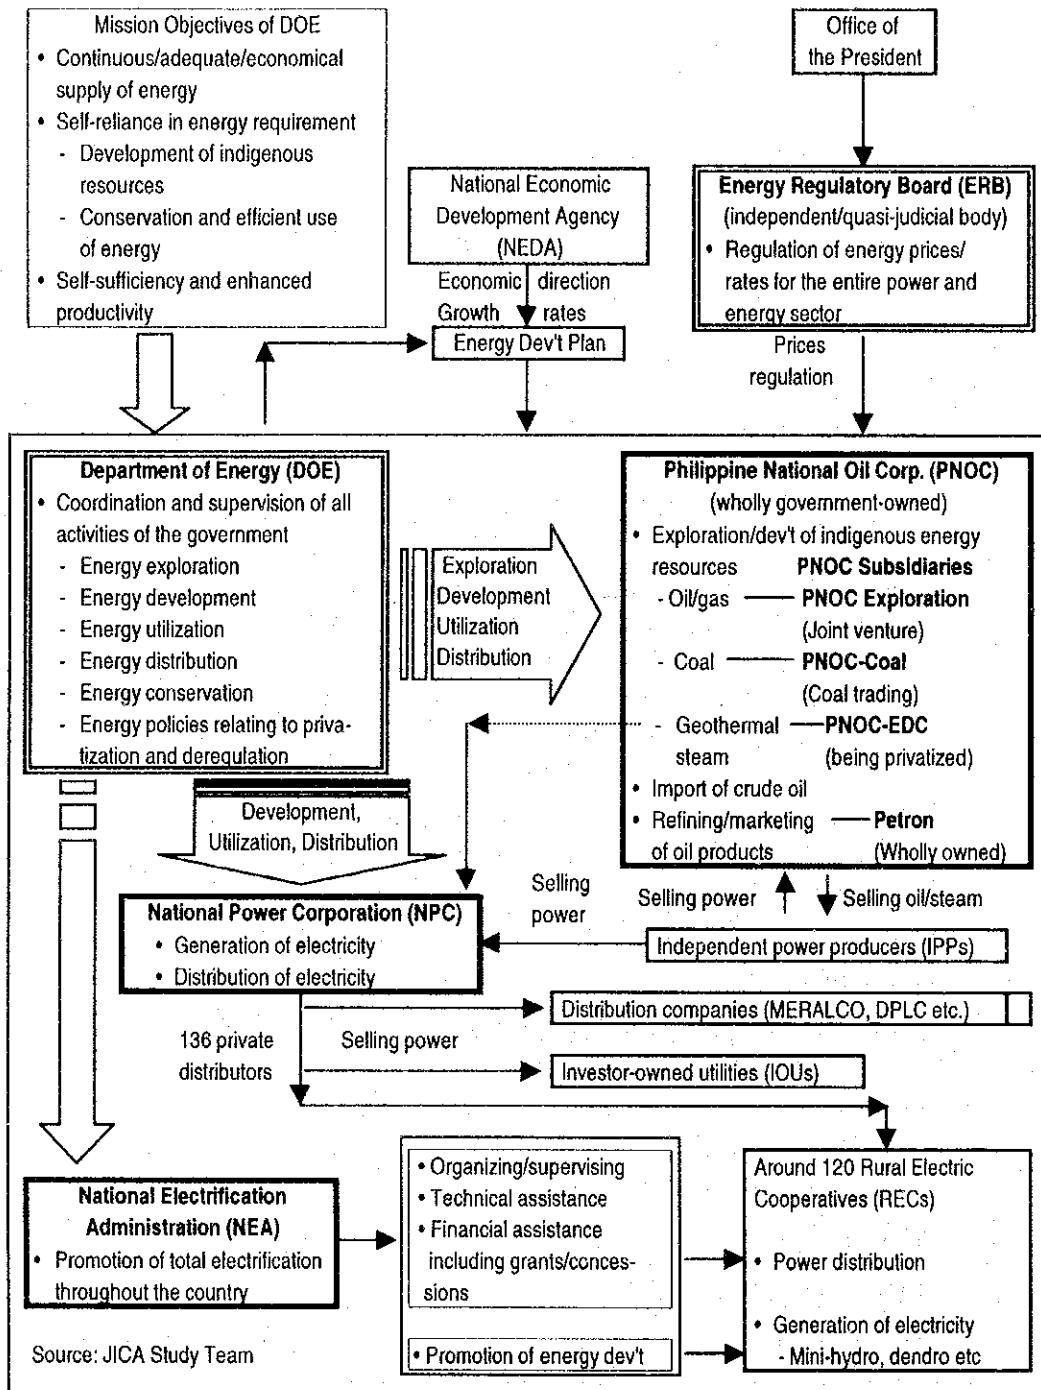 Mission Objectives of DOE
• Continuous/adequate/economical
supply of energy
• Self-reliance in energy requirement
- Development of indigenous
resources
- Conservation and efficient use
of energy
• Self-sufficiency and enhanced
productivity
Office of
the President
National Economic
Development Agency
(NEDA)
Economic direction
Growth rates
Energy Dev't Plan
Energy Regulatory Board (ERB)
(independent/quasi-judicial body)
• Regulation of energy prices/
rates for the entire power and
energy sector
Prices
regulation
Department of Energy (DOE)
• Coordination and supervision of all
activities of the government
- Energy exploration
- Energy development
- Energy utilization
- Energy distribution
- Energy conservation
- Energy policies relating to priva-
tization and deregulation
Exploration
Development
Utilization
Distribution
Philippine National Oil Corp. (PNOC)
(wholly government-owned)
• Exploration/dev't of indigenous energy
resources PNOC Subsidiaries
- Oil/gas PNOC Exploration
(Joint venture)
- Coal PNOC-Coal
(Coal trading)
- Geothermal PNOC-EDC
steam (being privatized)
• Import of crude oil
• Refining/marketing Petron
of oil products (Wholly owned)
Development,
Utilization, Distribution
National Power Corporation (NPC)
• Generation of electricity
• Distribution of electricity
Selling
power
Selling power
Selling oil/steam
Independent power producers (IPPs)
Distribution companies (MERALCO, DPLC etc.)
136 private
distributors
Selling power
Investor-owned utilities (IOUs)
National Electrification
Administration (NEA)
• Promotion of total electrification
throughout the country
• Organizing/supervising
• Technical assistance
• Financial assistance
including grants/conces-
sions
• Promotion of energy dev't
Around 120 Rural Electric
Cooperatives (RECs)
• Power distribution
• Generation of electricity
- Mini-hydro, dendro etc
Source: JICA Study Team